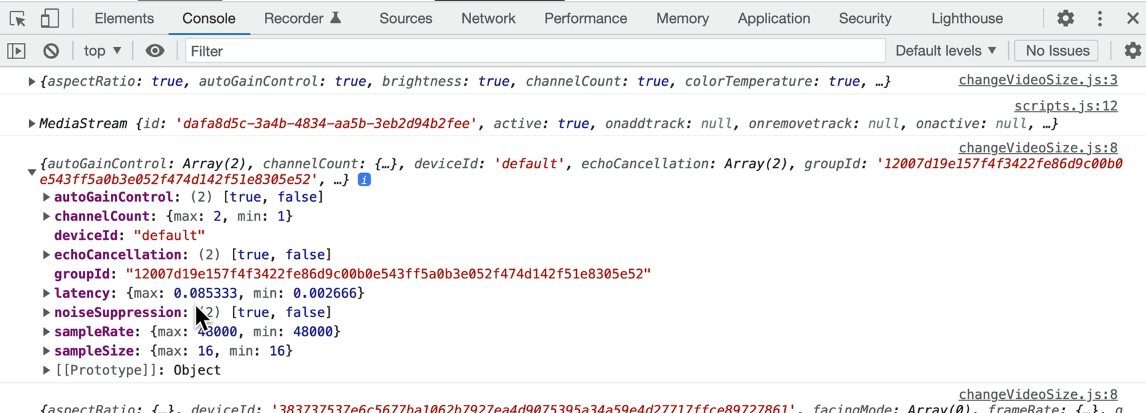 Elements Console Recorder Sources Network Performance Memory Application Security Lighthouse
top ▼ Filter Default levels ▼ No Issues
{aspectRatio: true, autoGainControl: true, brightness: true, channelCount: true, colorTemperature: true, …} changeVideoSize.js:3
scripts.js:12
MediaStream {id: 'dafa8d5c-3a4b-4834-aa5b-3eb2d94b2fee', active: true, onaddtrack: null, onremovetrack: null, onactive: null, …}
changeVideoSize.js:8
{autoGainControl: Array(2), channelCount: {…}, deviceId: 'default', echoCancellation: Array(2), groupId: '12007d19e157f4f3422fe86d9c00b0
e543ff5a0b3e052f474d142f51e8305e52', …} i
autoGainControl: (2) [true, false]
channelCount: {max: 2, min: 1}
deviceId: "default"
echoCancellation: (2) [true, false]
groupId: "12007d19e157f4f3422fe86d9c00b0e543ff5a0b3e052f474d142f51e8305e52"
latency: {max: 0.085333, min: 0.002666}
noiseSuppression: (2) [true, false]
sampleRate: {max: 48000, min: 48000}
sampleSize: {max: 16, min: 16}
[[Prototype]]: Object
changeVideoSize.js:8
{aspectRatio: {…}, deviceId: '383737537e6c5677ba1062b7927ea4d9075395a34a59e4d27717ffce89727861', facingMode: Array(0), frameRate: {…}, g